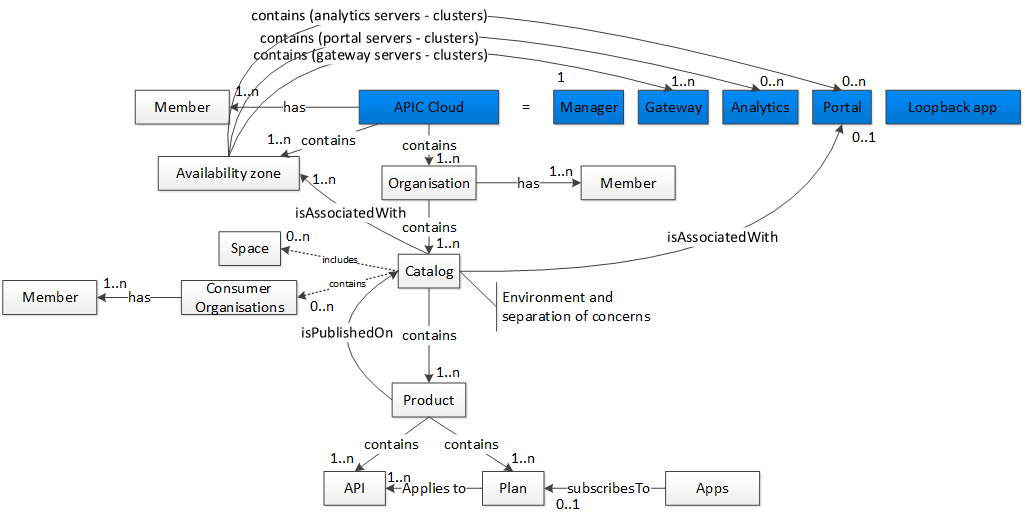 contains (analytics servers - clusters)
contains (portal servers - clusters)
contains (gateway servers - clusters)
1
1..n
0..n
0..n
1..n
Member
has
APIC Cloud
=
Manager
Gateway
Analytics
Portal
Loopback app
0..1
1..n
contains
contains
1..n
Availability zone
1..n
Organisation
has
1..n
Member
isAssociatedWith
contains
0..n
1..n
isAssociatedWith
Space
includes
Catalog
1..n
contains
Member
has
Consumer
Organisations
0..n
Environment and
separation of concerns
isPublishedOn
contains
1..n
Product
contains
contains
1..n
1..n
1..n
API
Applies to
Plan
subscribesTo
Apps
0..1